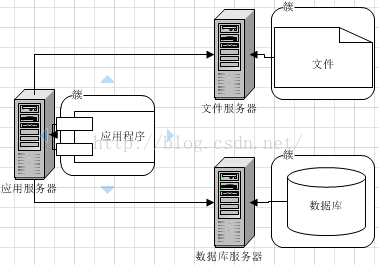 簇
文件
文件服务器
簇
应用程序
http://blog.csdn.net/
应用服务器
簇
数据库
数据库服务器